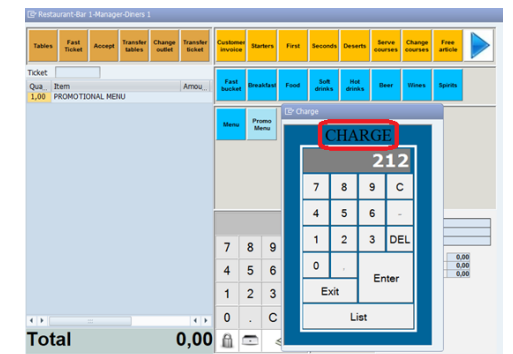 Restaurant-Bar 1-Manager-Diners 1
Tables Fast Ticket Accept Transfer tables Change outlet Transfer ticket Customer invoice Starters First Seconds Deserts Serve courses Change courses Free article
Ticket
Qua... Item Amou...
1,00 PROMOTIONAL MENU
Fast bucket Breakfast Food Soft drinks Hot drinks Beer Wines Spirits
Menu Promo Menu
Charge
CHARGE
212
7 8 9 C
4 5 6 -
1 2 3 DEL
0 . Enter
Exit
List
7 8 9
4 5 6
1 2 3
0 . C
0,00
0,00
0,00
Total 0,00